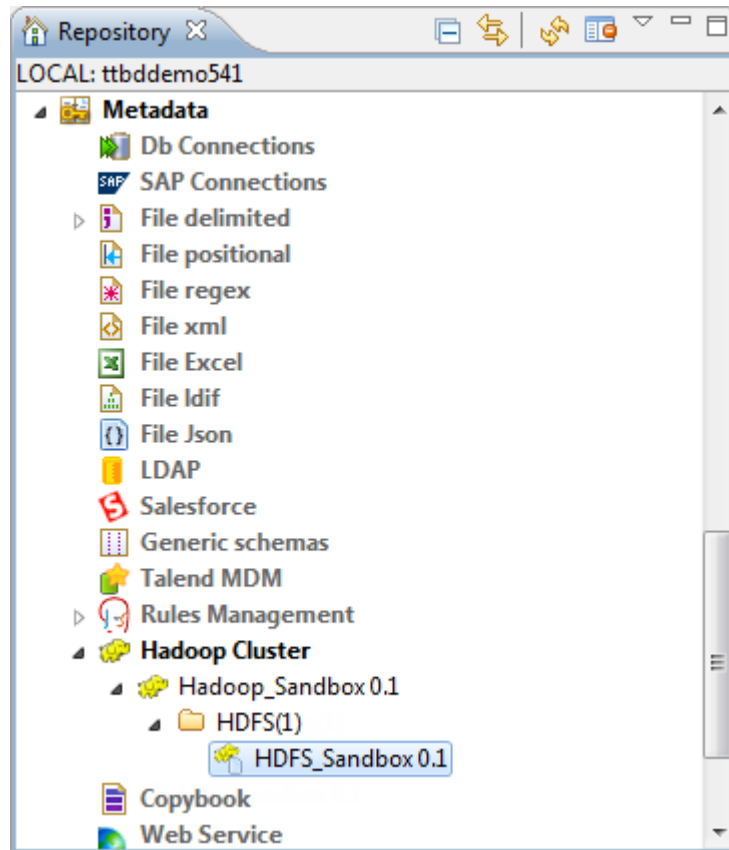 Repository
LOCAL: ttbddemo541
Metadata
Db Connections
SAP SAP Connections
File delimited
File positional
File regex
File xml
File Excel
File ldif
{} File Json
LDAP
Salesforce
Generic schemas
Talend MDM
Rules Management
Hadoop Cluster
Hadoop_Sandbox 0.1
HDFS(1)
HDFS_Sandbox 0.1
Copybook
Web Service